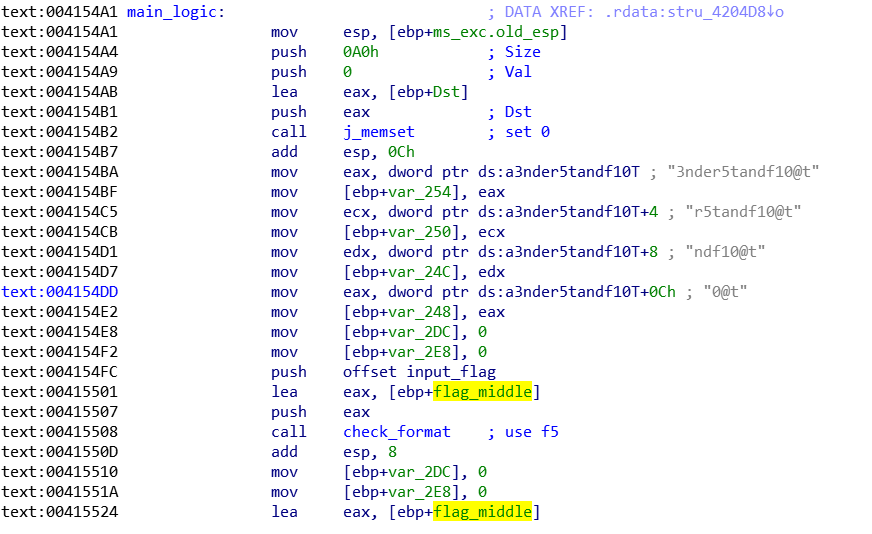 text:004154A1 main_logic: ; DATA XREF: .rdata:stru_4204D8↓o
text:004154A1 mov esp, [ebp+ms_exc.old_esp]
text:004154A4 push 0A0h ; Size
text:004154A9 push 0 ; Val
text:004154AB lea eax, [ebp+Dst]
text:004154B1 push eax ; Dst
text:004154B2 call j_memset ; set 0
text:004154B7 add esp, 0Ch
text:004154BA mov eax, dword ptr ds:a3nder5tandf10T ; "3nder5tandf10@t"
text:004154BF mov [ebp+var_254], eax
text:004154C5 mov ecx, dword ptr ds:a3nder5tandf10T+4 ; "r5tandf10@t"
text:004154CB mov [ebp+var_250], ecx
text:004154D1 mov edx, dword ptr ds:a3nder5tandf10T+8 ; "ndf10@t"
text:004154D7 mov [ebp+var_24C], edx
text:004154DD mov eax, dword ptr ds:a3nder5tandf10T+0Ch ; "0@t"
text:004154E2 mov [ebp+var_248], eax
text:004154E8 mov [ebp+var_2DC], 0
text:004154F2 mov [ebp+var_2E8], 0
text:004154FC push offset input_flag
text:00415501 lea eax, [ebp+flag_middle]
text:00415507 push eax
text:00415508 call check_format ; use f5
text:0041550D add esp, 8
text:00415510 mov [ebp+var_2DC], 0
text:0041551A mov [ebp+var_2E8], 0
text:00415524 lea eax, [ebp+flag_middle]